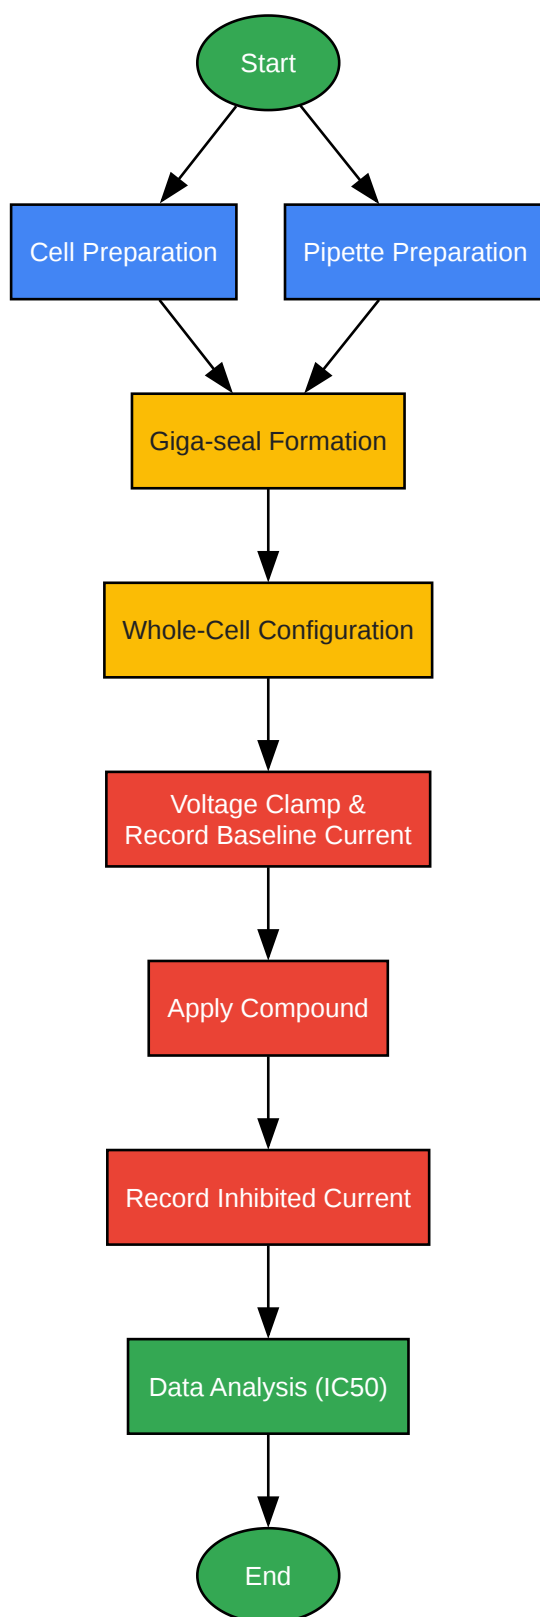 Start
Cell Preparation
Pipette Preparation
Giga-seal Formation
Whole-Cell Configuration
Voltage Clamp &
Record Baseline Current
Apply Compound
Record Inhibited Current
Data Analysis (IC50)
End